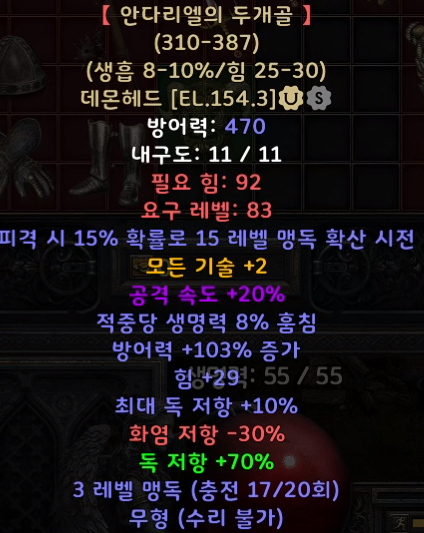 【 안다리엘의 두개골 】
(310-387)
(생흡 8-10%/힘 25-30)
데몬헤드 [EL.154.3] U S
방어력: 470
내구도: 11 / 11
필요 힘: 92
요구 레벨: 83
피격 시 15% 확률로 15 레벨 맹독 확산 시전
모든 기술 +2
공격 속도 +20%
적중당 생명력 8% 훔침
방어력 +103% 증가
힘 +29
생명력: 55 / 55
최대 독 저항 +10%
화염 저항 -30%
독 저항 +70%
3 레벨 맹독 (충전 17/20회)
무형 (수리 불가)